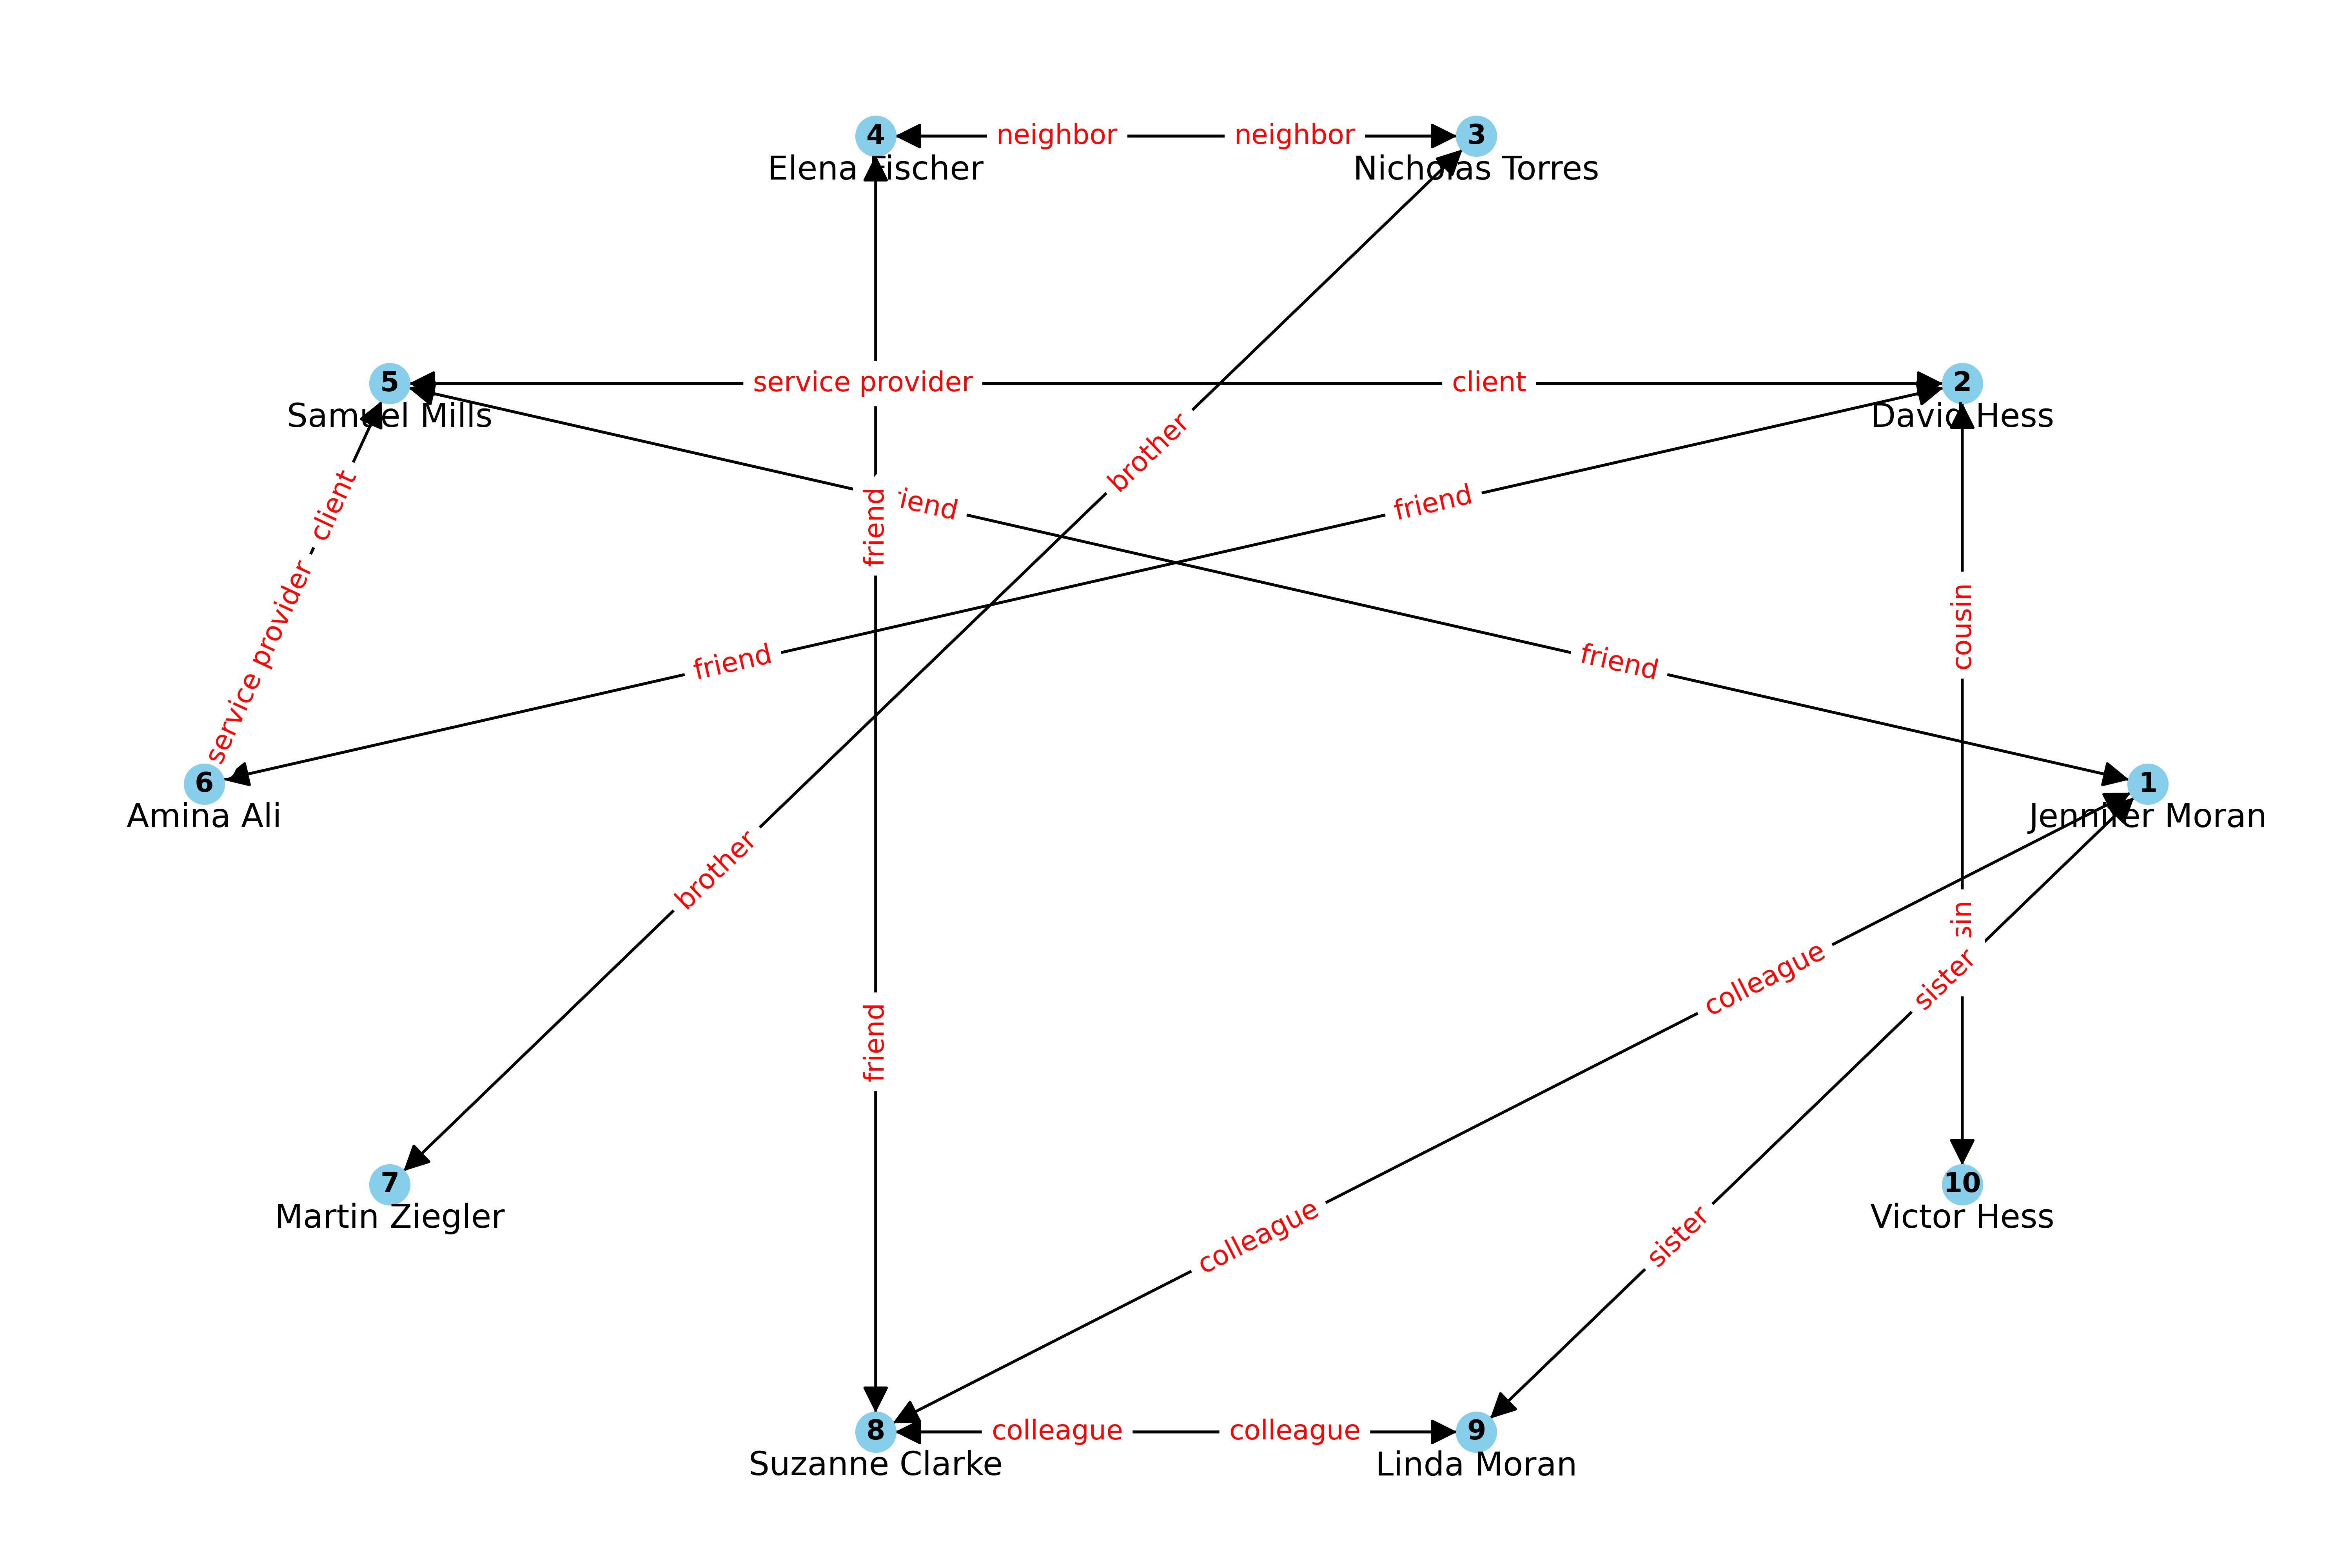 4 neighbor neighbor 3
Elena Fischer Nicholas Torres
5 service provider client 2
Samuel Mills David Hess
brother
client
friend
friend
friend
cousin
service provider
friend
friend
6 1
Amina Ali Jennifer Moran
brother
sister
colleague
friend
7 10
Martin Ziegler Victor Hess
colleague
sister
8 colleague colleague 9
Suzanne Clarke Linda Moran